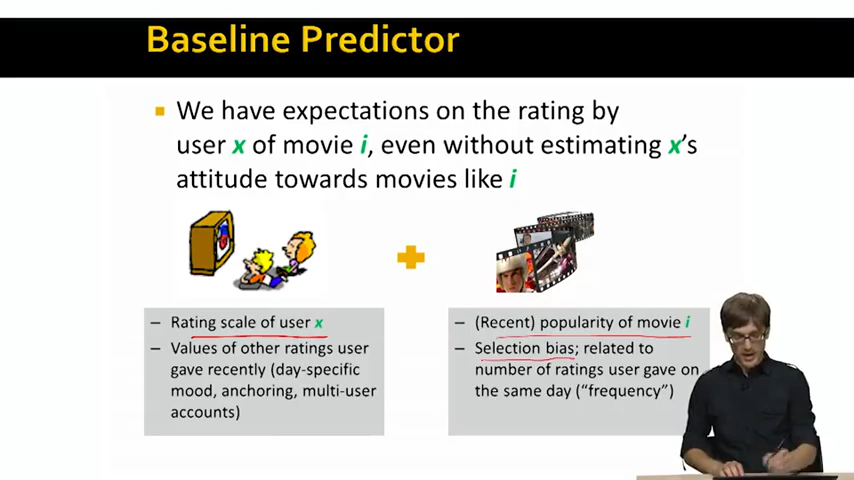 Baseline Predictor
We have expectations on the rating by
user x of movie i, even without estimating x's
attitude towards movies like i
– Rating scale of user x
– Values of other ratings user
gave recently (day-specific
mood, anchoring, multi-user
accounts)
– (Recent) popularity of movie i
– Selection bias; related to
number of ratings user gave on
the same day ("frequency")